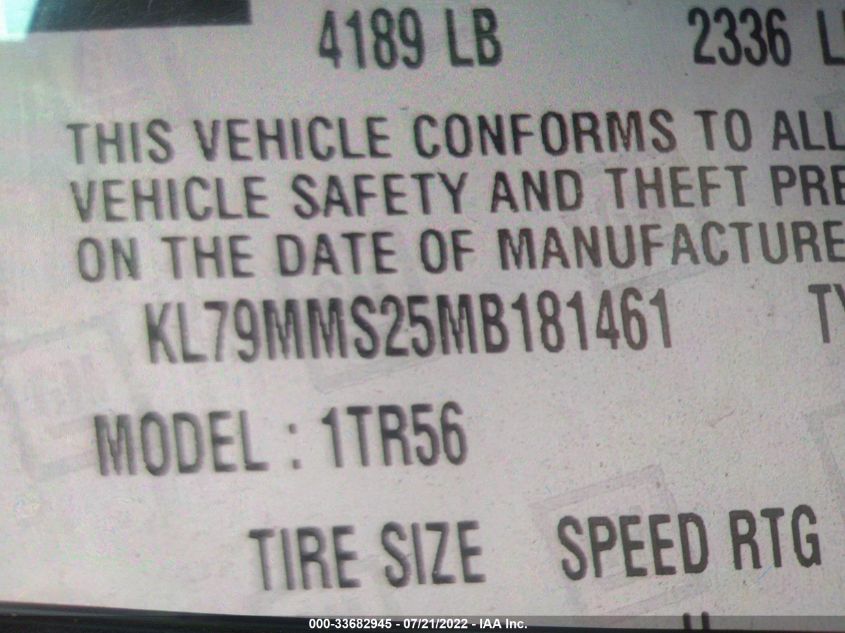 4189 LB 2336 L
THIS VEHICLE CONFORMS TO ALL
VEHICLE SAFETY AND THEFT PRE
ON THE DATE OF MANUFACTURE
KL79MMS25MB181461 TY
MODEL : 1TR56
TIRE SIZE SPEED RTG
H
000-33682945 - 07/21/2022 - IAA Inc.